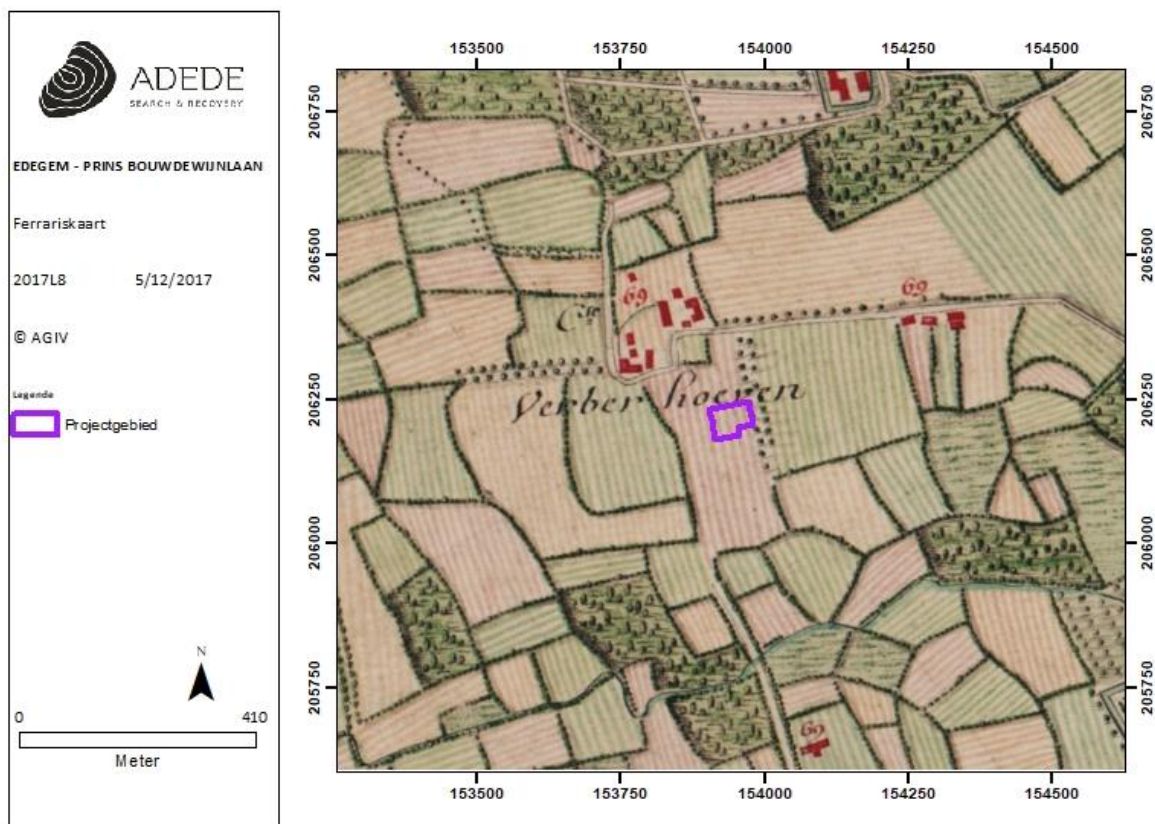 ADEDE
SEARCH & RECOVERY
EDEGEM - PRINS BOUWDEWIJNLAAN
Ferrariskaart
2017L8 5/12/2017
© AGIV
Legende
Projectgebied
N
0 410
Meter
153500 153750 154000 154250 154500
206750 206750
206500 206500
69 69
206250 206250
Verber hoeven
206000 206000
205750 205750
69
153500 153750 154000 154250 154500